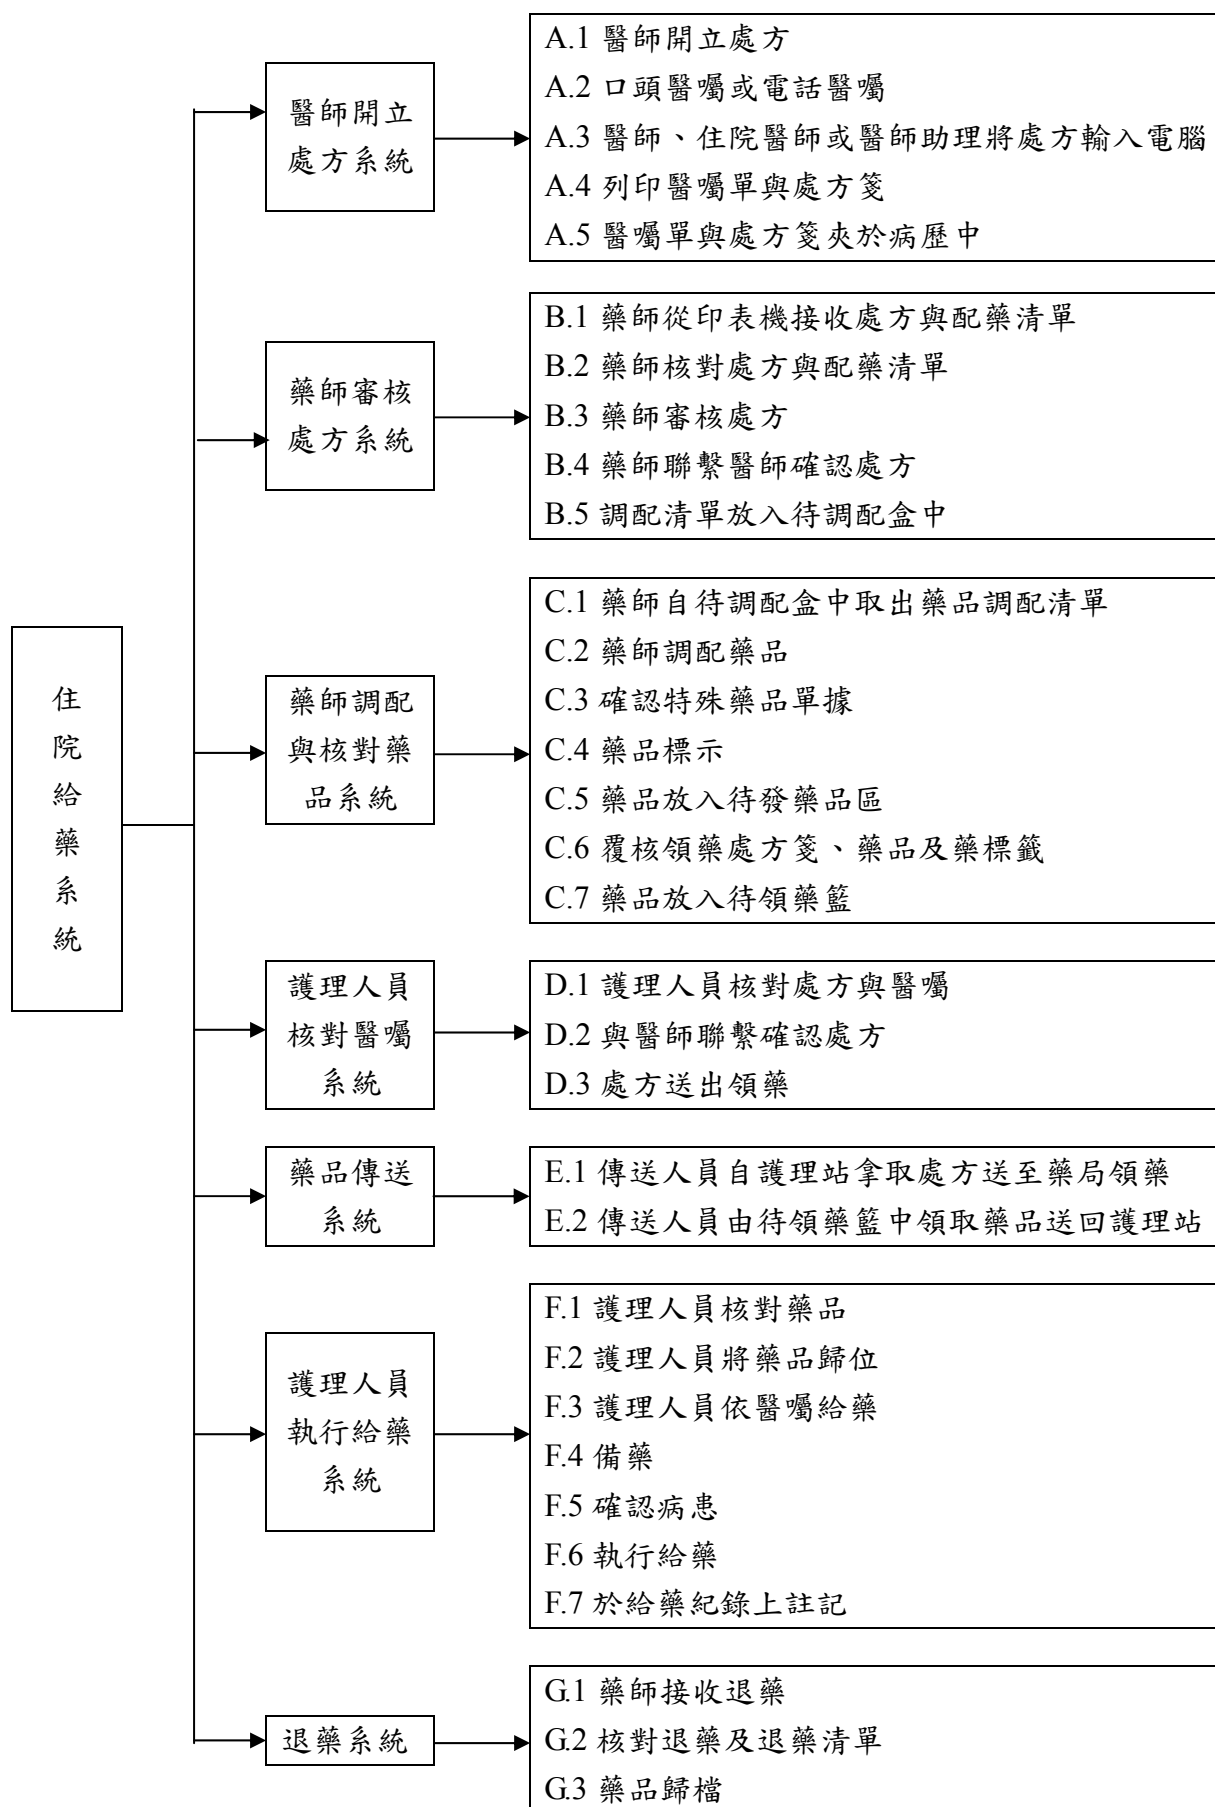 住
院
給
藥
系
統
醫師開立
處方系統
A.1 醫師開立處方
A.2 口頭醫囑或電話醫囑
A.3 醫師、住院醫師或醫師助理將處方輸入電腦
A.4 列印醫囑單與處方箋
A.5 醫囑單與處方箋夾於病歷中
藥師審核
處方系統
B.1 藥師從印表機接收處方與配藥清單
B.2 藥師核對處方與配藥清單
B.3 藥師審核處方
B.4 藥師聯繫醫師確認處方
B.5 調配清單放入待調配盒中
藥師調配
與核對藥
品系統
C.1 藥師自待調配盒中取出藥品調配清單
C.2 藥師調配藥品
C.3 確認特殊藥品單據
C.4 藥品標示
C.5 藥品放入待發藥品區
C.6 覆核領藥處方箋、藥品及藥標籤
C.7 藥品放入待領藥籃
護理人員
核對醫囑
系統
D.1 護理人員核對處方與醫囑
D.2 與醫師聯繫確認處方
D.3 處方送出領藥
藥品傳送
系統
E.1 傳送人員自護理站拿取處方送至藥局領藥
E.2 傳送人員由待領藥籃中領取藥品送回護理站
護理人員
執行給藥
系統
F.1 護理人員核對藥品
F.2 護理人員將藥品歸位
F.3 護理人員依醫囑給藥
F.4 備藥
F.5 確認病患
F.6 執行給藥
F.7 於給藥紀錄上註記
退藥系統
G.1 藥師接收退藥
G.2 核對退藥及退藥清單
G.3 藥品歸檔